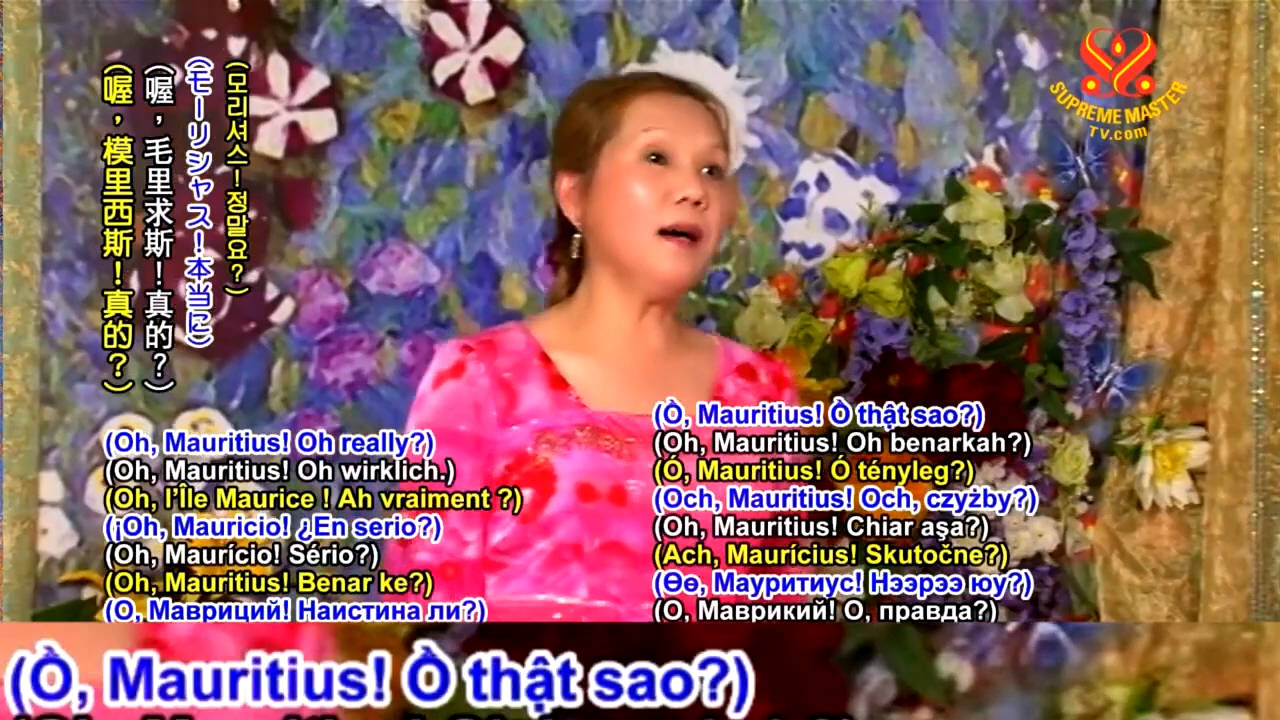 (喔，模里西斯！真的？)
(喔，毛里求斯！真的？)
(モーリシャス！本当に)
(모리셔스！정말요？)
SUPREME MASTER
TV.com
(Oh, Mauritius! Oh really?)
(Oh, Mauritius! Oh wirklich.)
(Oh, l’Île Maurice ! Ah vraiment ?)
(¡Oh, Mauricio! ¿En serio?)
(Oh, Maurício! Sério?)
(Oh, Mauritius! Benar ke?)
(О, Мавриций! Наистина ли?)
(Ồ, Mauritius! Ồ thật sao?)
(Oh, Mauritius! Oh benarkah?)
(Ó, Mauritius! Ó tényleg?)
(Och, Mauritius! Och, czyżby?)
(Oh, Mauritius! Chiar aşa?)
(Ach, Maurícius! Skutočne?)
(Өө, Мауритиус! Нээрээ юу?)
(О, Маврикий! О, правда?)
(Ồ, Mauritius! Ồ thật sao?)